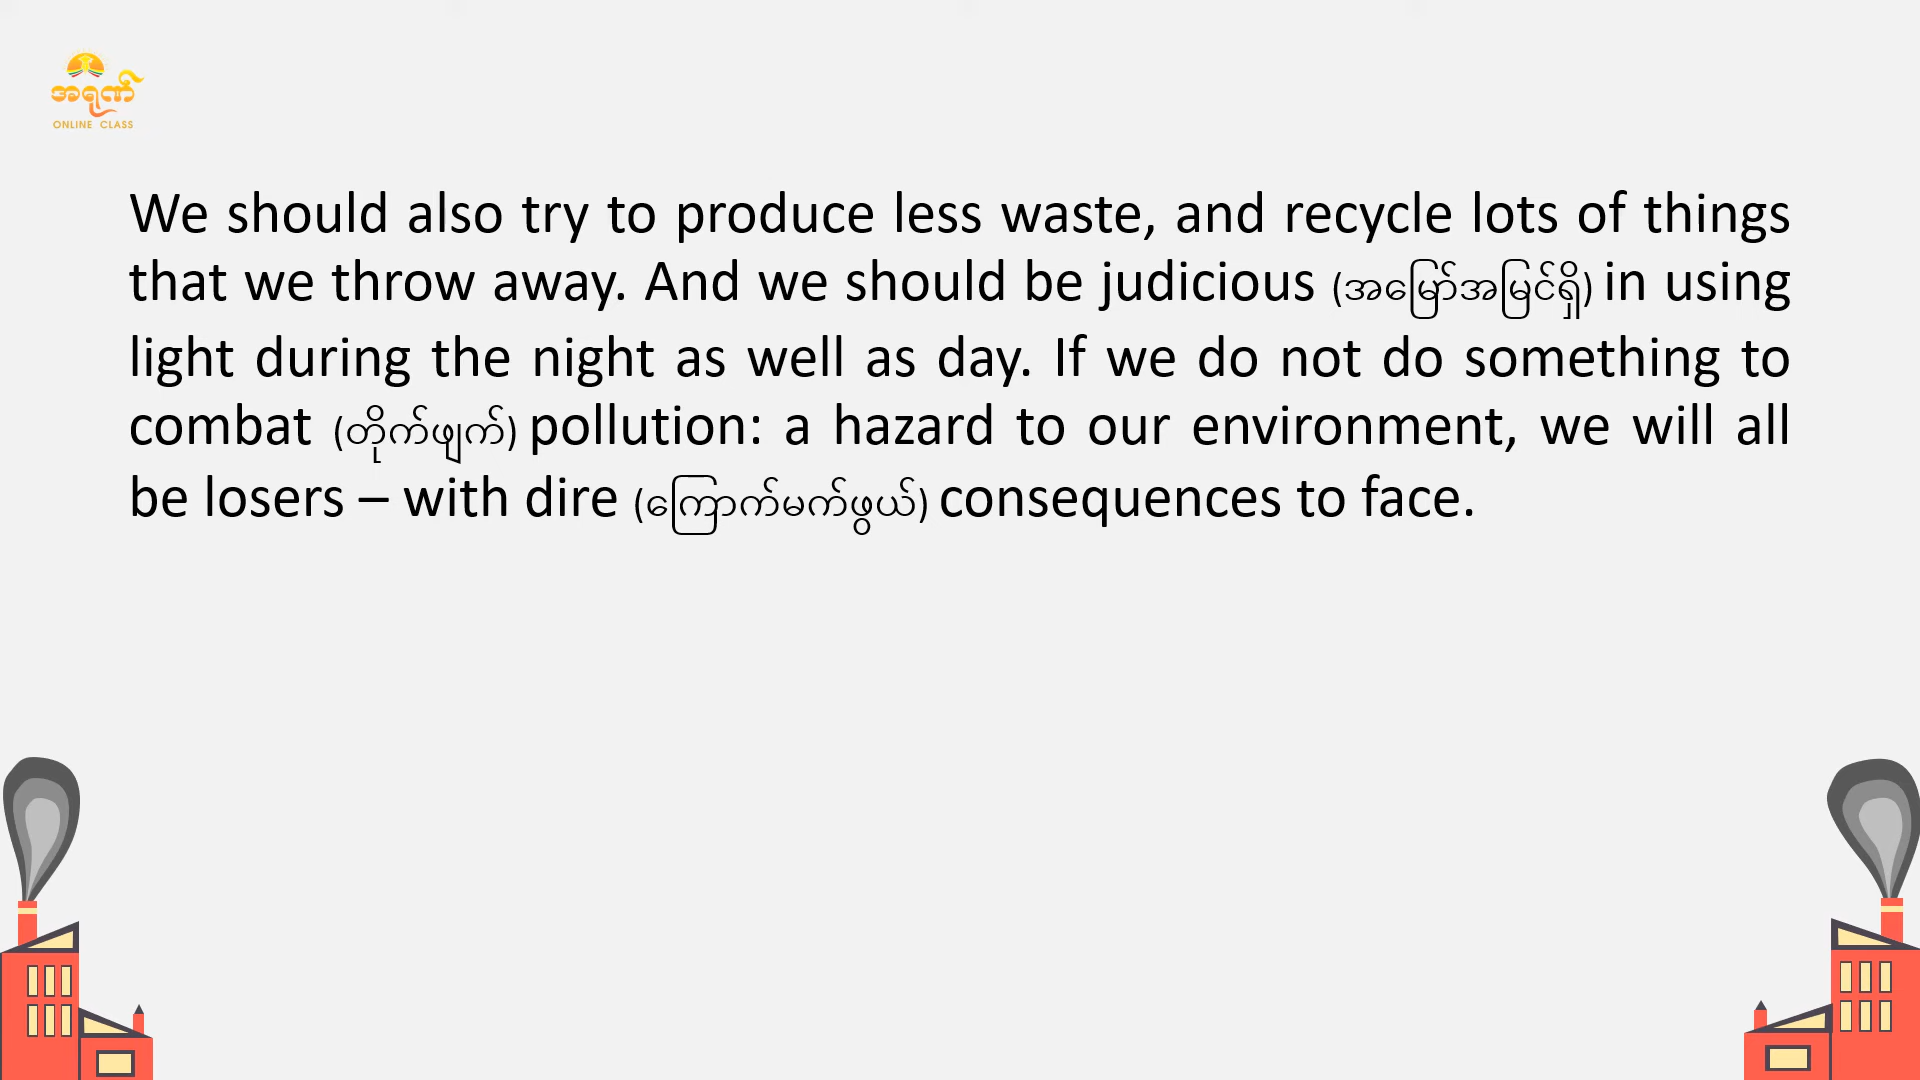 အရုဏ်
ONLINE CLASS
We should also try to produce less waste, and recycle lots of things
that we throw away. And we should be judicious (အမြော်အမြင်ရှိ) in using
light during the night as well as day. If we do not do something to
combat (တိုက်ဖျက်) pollution: a hazard to our environment, we will all
be losers – with dire (ကြောက်မက်ဖွယ်) consequences to face.